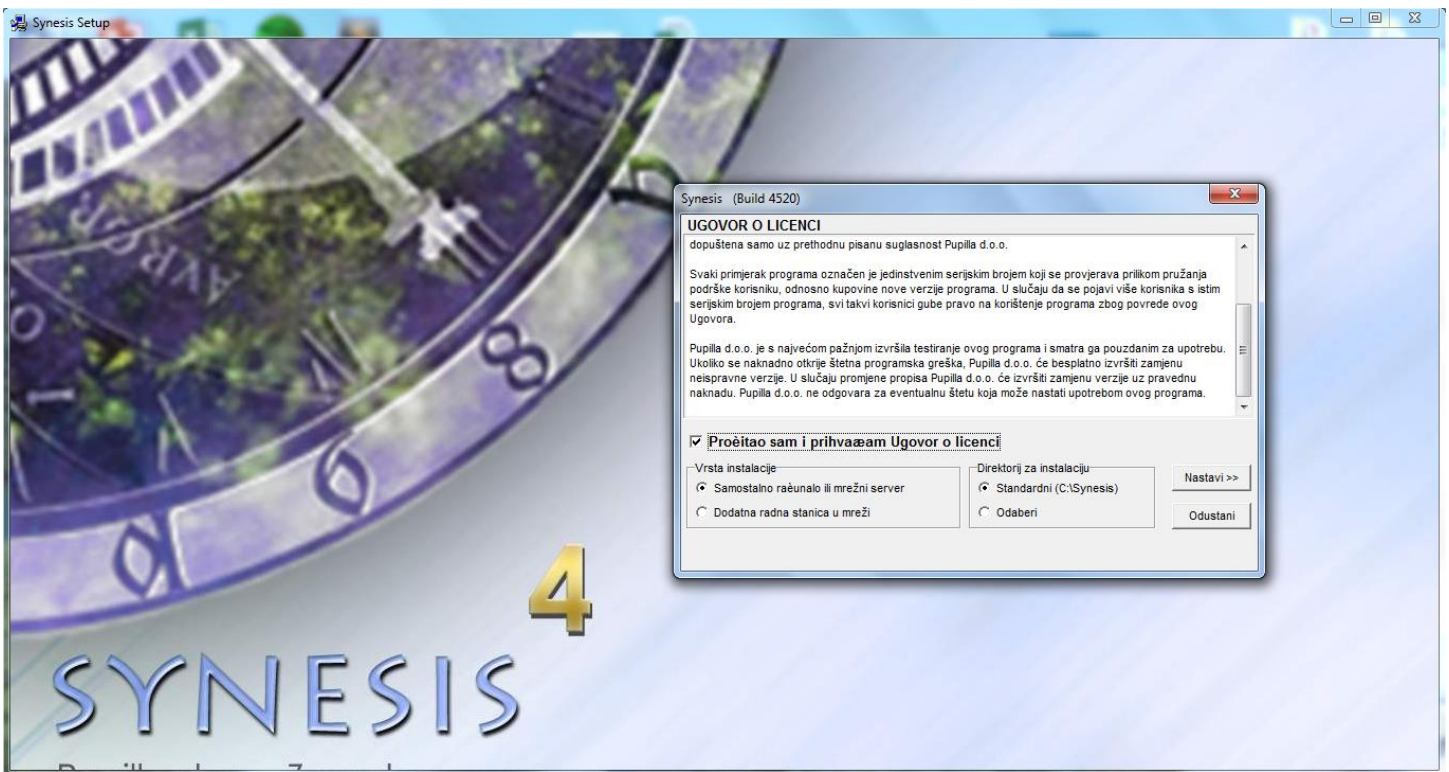 Synesis Setup
Synesis (Build 4520)
UGOVOR O LICENCI
dopuštena samo uz prethodnu pisanu suglasnost Pupilla d.o.o.
Svaki primjerak programa označen je jedinstvenim serijskim brojem koji se provjerava prilikom pružanja
podrške korisniku, odnosno kupovine nove verzije programa. U slučaju da se pojavi više korisnika s istim
serijskim brojem programa, svi takvi korisnici gube pravo na korištenje programa zbog povrede ovog
Ugovora.
Pupilla d.o.o. je s najvećom pažnjom izvršila testiranje ovog programa i smatra ga pouzdanim za upotrebu.
Ukoliko se naknadno otkrije štetna programska greška, Pupilla d.o.o. će besplatno izvršiti zamjenu
neispravne verzije. U slučaju promjene propisa Pupilla d.o.o. će izvršiti zamjenu verzije uz pravednu
naknadu. Pupilla d.o.o. ne odgovara za eventualnu štetu koja može nastati upotrebom ovog programa.
Proèitao sam i prihvaæam Ugovor o licenci
Vrsta instalacije
Samostalno raèunalo ili mrežni server
Dodatna radna stanica u mreži
Direktorij za instalaciju
Standardni (C:\Synesis)
Odaberi
Nastavi >>
Odustani
8
9
4
SYNESIS